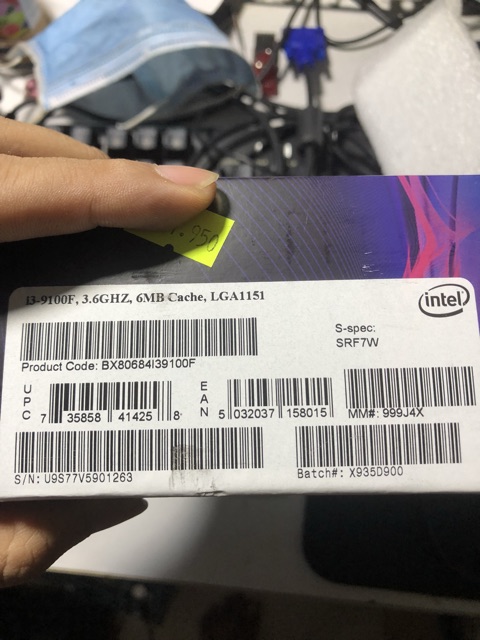 .950
i3-9100F, 3.6GHZ, 6MB Cache, LGA1151
intel
S-spec:
SRF7W
Product Code: BX80684I39100F
UPC 7 35858 41425 8
EAN 5 032037 158015
MM#: 999J4X
S/N: U9S77V5901263
Batch#: X935D900